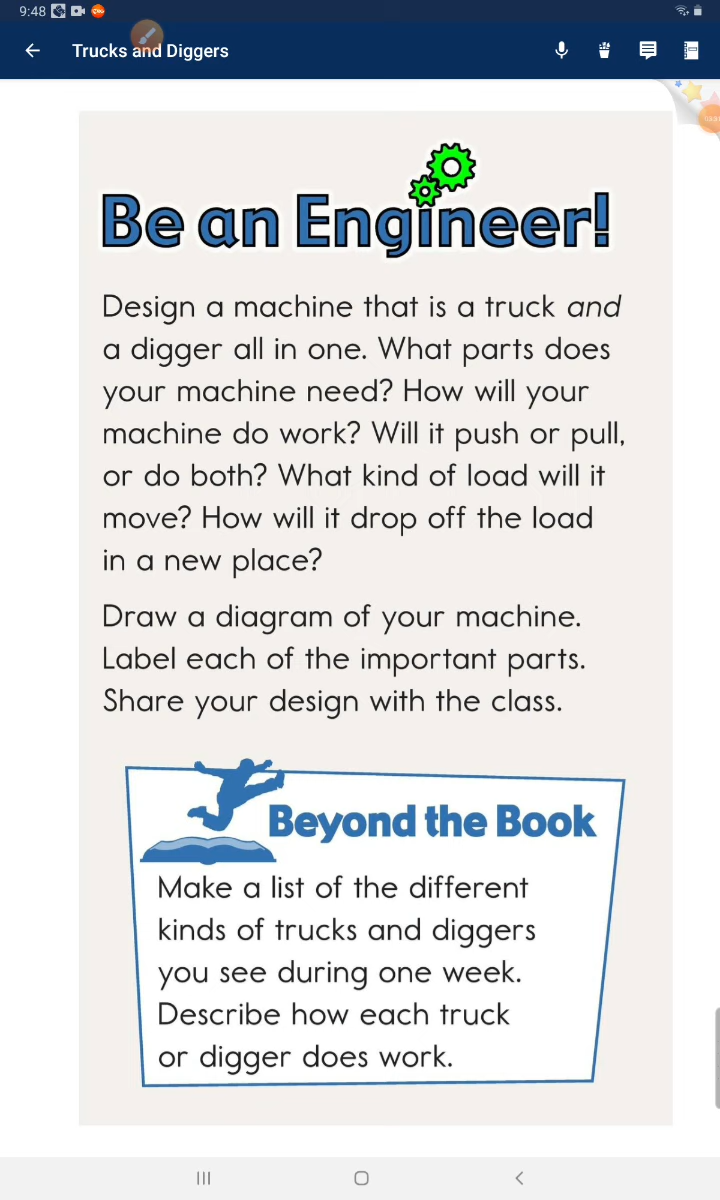 9:48
Trucks and Diggers
Be an Engineer!
Design a machine that is a truck and
a digger all in one. What parts does
your machine need? How will your
machine do work? Will it push or pull,
or do both? What kind of load will it
move? How will it drop off the load
in a new place?
Draw a diagram of your machine.
Label each of the important parts.
Share your design with the class.
Beyond the Book
Make a list of the different
kinds of trucks and diggers
you see during one week.
Describe how each truck
or digger does work.